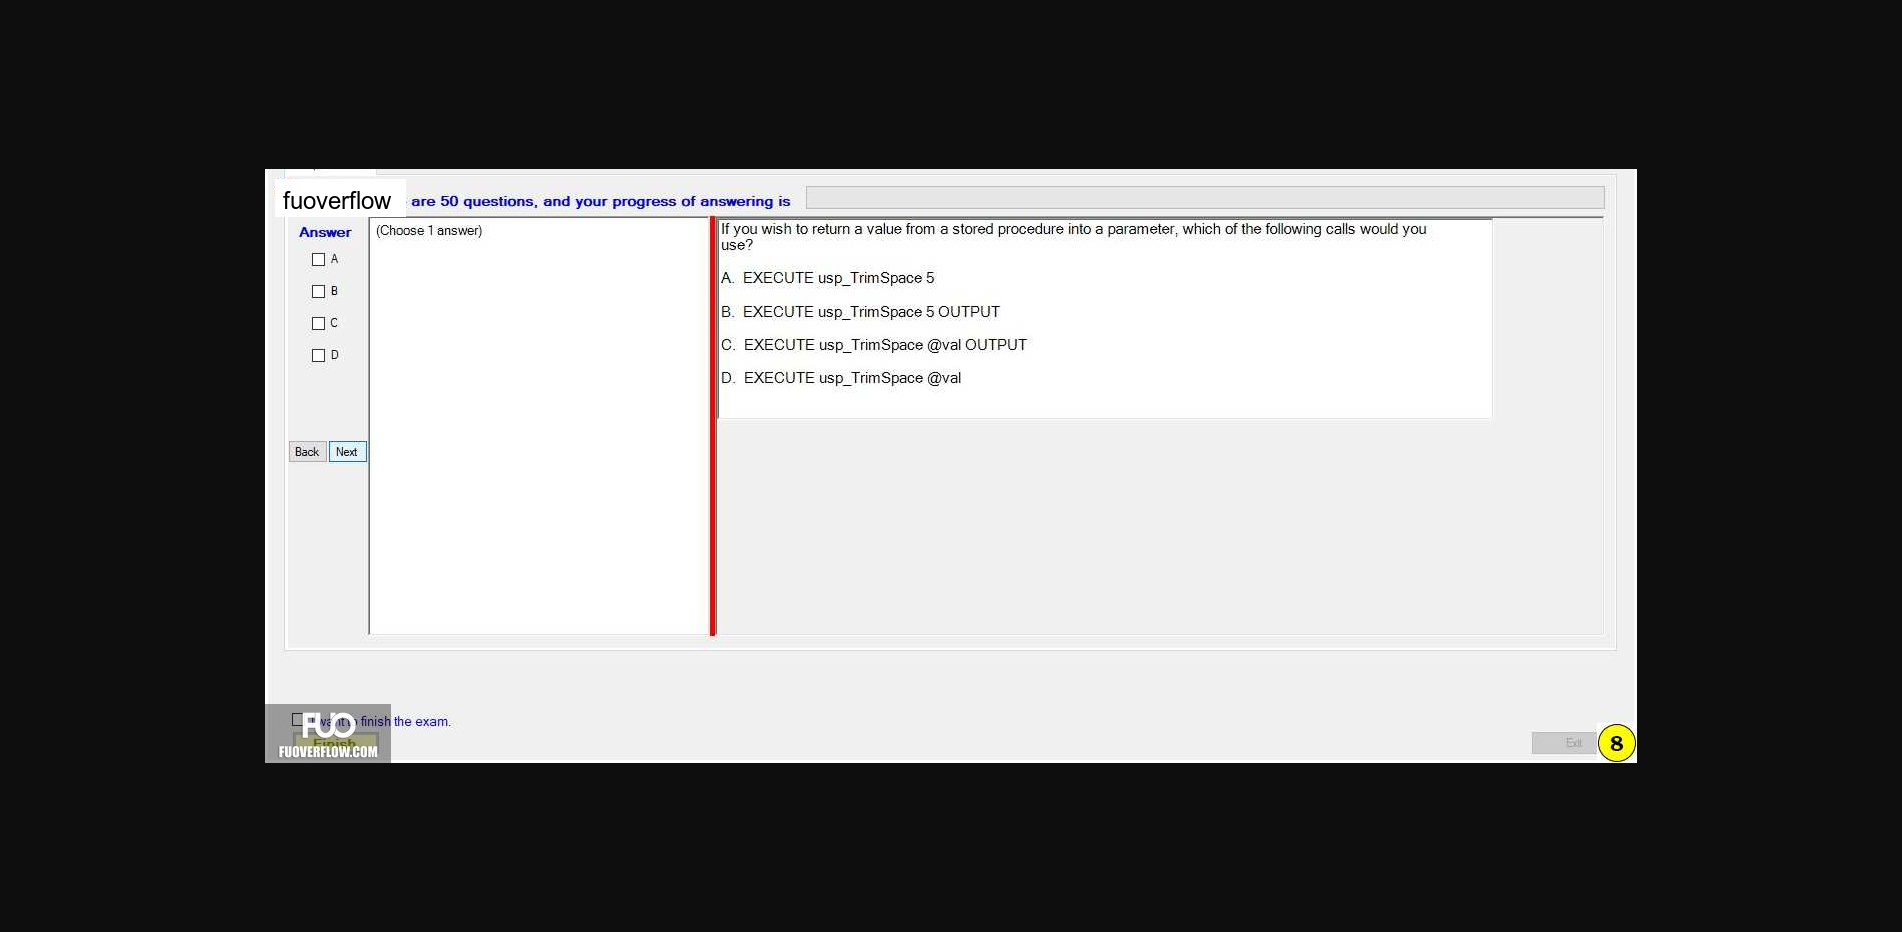 fuoverflow are 50 questions, and your progress of answering is
Answer
(Choose 1 answer)
A
B
C
D
Back Next
If you wish to return a value from a stored procedure into a parameter, which of the following calls would you
use?
A. EXECUTE usp_TrimSpace 5
B. EXECUTE usp_TrimSpace 5 OUTPUT
C. EXECUTE usp_TrimSpace @val OUTPUT
D. EXECUTE usp_TrimSpace @val
I want to finish the exam.
Finish
FUO
FUOVERFLOW.COM
Exit
8